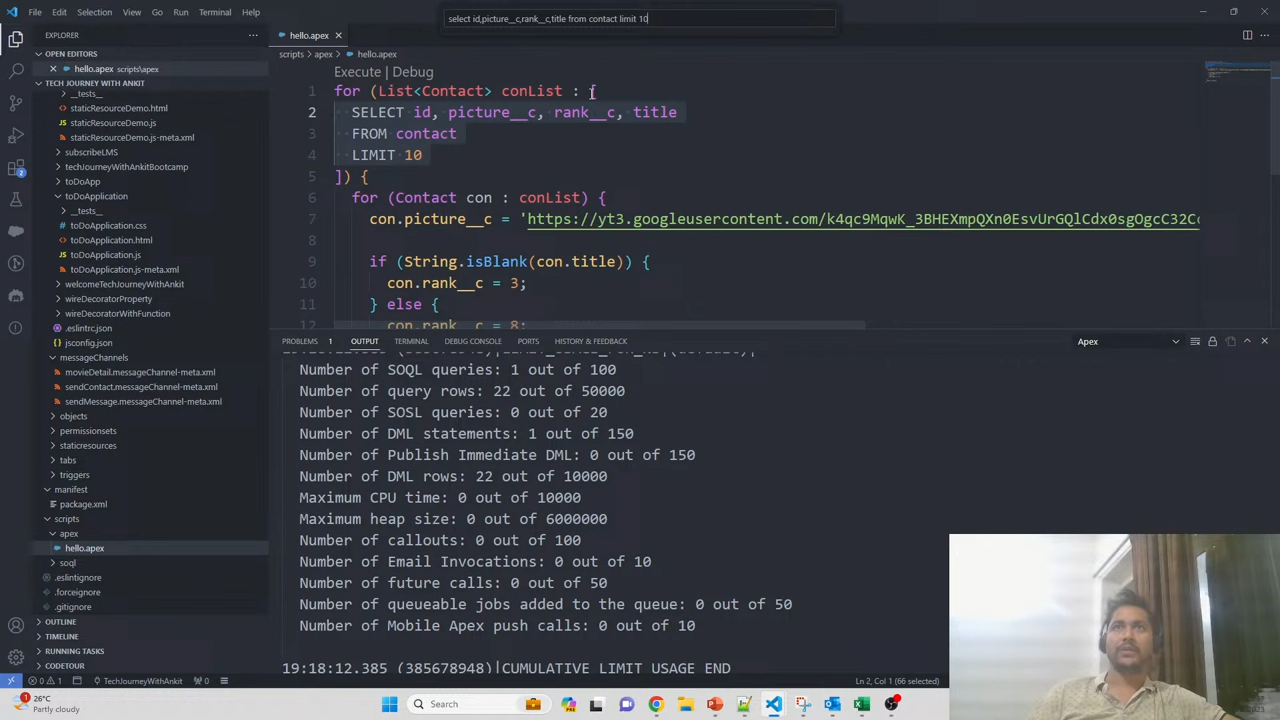 File Edit Selection View Go Run Terminal Help
select id,picture__c,rank__c,title from contact limit 10
EXPLORER
OPEN EDITORS
hello.apex scripts\apex
TECH JOURNEY WITH ANKIT
__tests__
staticResourceDemo.html
staticResourceDemo.js
staticResourceDemo.js-meta.xml
subscribeLMS
techJourneyWithAnkitBootcamp
toDoApp
toDoApplication
__tests__
toDoApplication.css
toDoApplication.html
toDoApplication.js
toDoApplication.js-meta.xml
welcomeTechJourneyWithAnkit
wireDecoratorProperty
wireDecoratorWithFunction
.eslintrc.json
jsconfig.json
messageChannels
movieDetail.messageChannel-meta.xml
sendContact.messageChannel-meta.xml
sendMessage.messageChannel-meta.xml
objects
permissionsets
staticresources
tabs
triggers
manifest
package.xml
scripts
apex
hello.apex
soql
.eslintignore
.forceignore
.gitignore
OUTLINE
TIMELINE
RUNNING TASKS
CODETOUR
2
hello.apex
scripts > apex > hello.apex
Execute | Debug
1 for (List<Contact> conList : [
2 SELECT id, picture__c, rank__c, title
3 FROM contact
4 LIMIT 10
5 ]) {
6 for (Contact con : conList) {
7 con.picture__c = 'https://yt3.googleusercontent.com/k4qc9MqwK_3BHEXmpQXn0EsvUrGQlCdx0sgOgcC32Cc
8
9 if (String.isBlank(con.title)) {
10 con.rank__c = 3;
11 } else {
12 con.rank__c = 8;
PROBLEMS 1 OUTPUT TERMINAL DEBUG CONSOLE PORTS HISTORY & FEEDBACK
Apex
Number of SOQL queries: 1 out of 100
Number of query rows: 22 out of 50000
Number of SOSL queries: 0 out of 20
Number of DML statements: 1 out of 150
Number of Publish Immediate DML: 0 out of 150
Number of DML rows: 22 out of 10000
Maximum CPU time: 0 out of 10000
Maximum heap size: 0 out of 6000000
Number of callouts: 0 out of 100
Number of Email Invocations: 0 out of 10
Number of future calls: 0 out of 50
Number of queueable jobs added to the queue: 0 out of 50
Number of Mobile Apex push calls: 0 out of 10
19:18:12.385 (385678948)|CUMULATIVE_LIMIT_USAGE_END
0 1 TechJourneyWithAnkit 0
Ln 2, Col 1 (66 selected)
1
26°C
Partly cloudy
Search